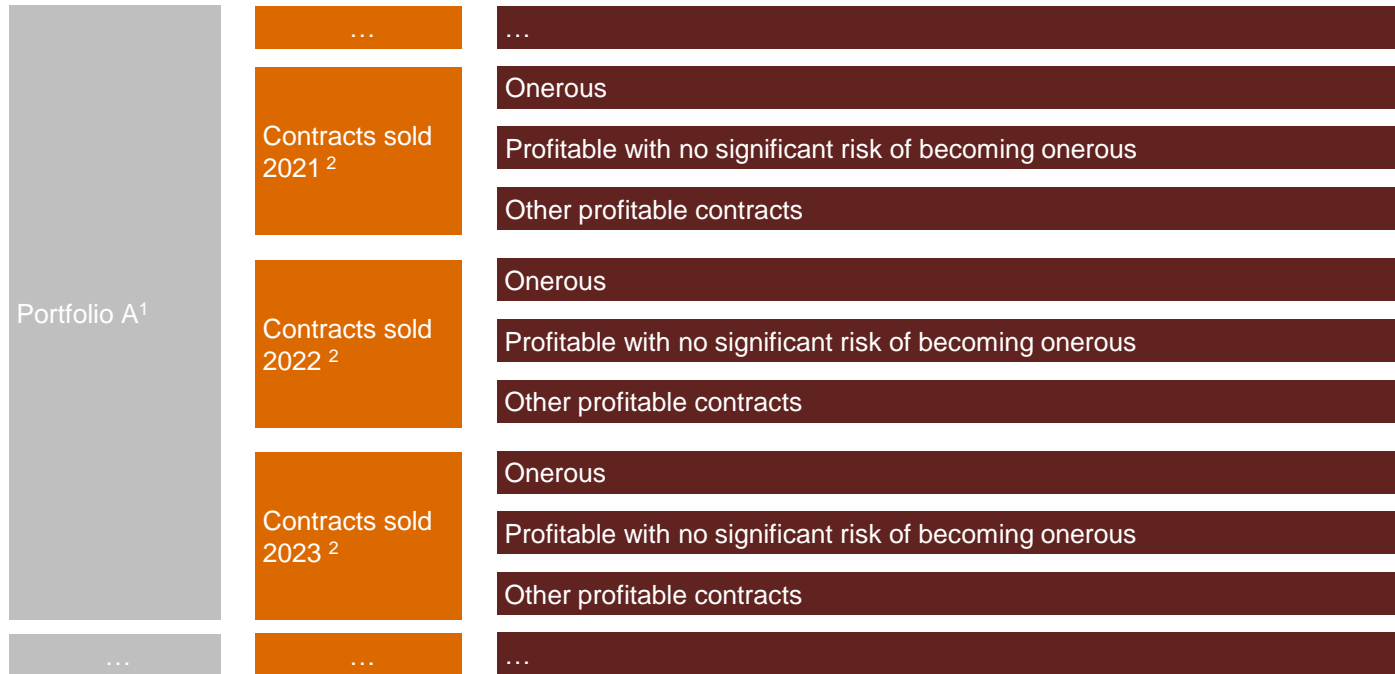 …
…
Onerous
Contracts sold
2021 ²
Profitable with no significant risk of becoming onerous
Other profitable contracts
Portfolio A¹
Onerous
Contracts sold
2022 ²
Profitable with no significant risk of becoming onerous
Other profitable contracts
Onerous
Contracts sold
2023 ²
Profitable with no significant risk of becoming onerous
Other profitable contracts
…
…
…